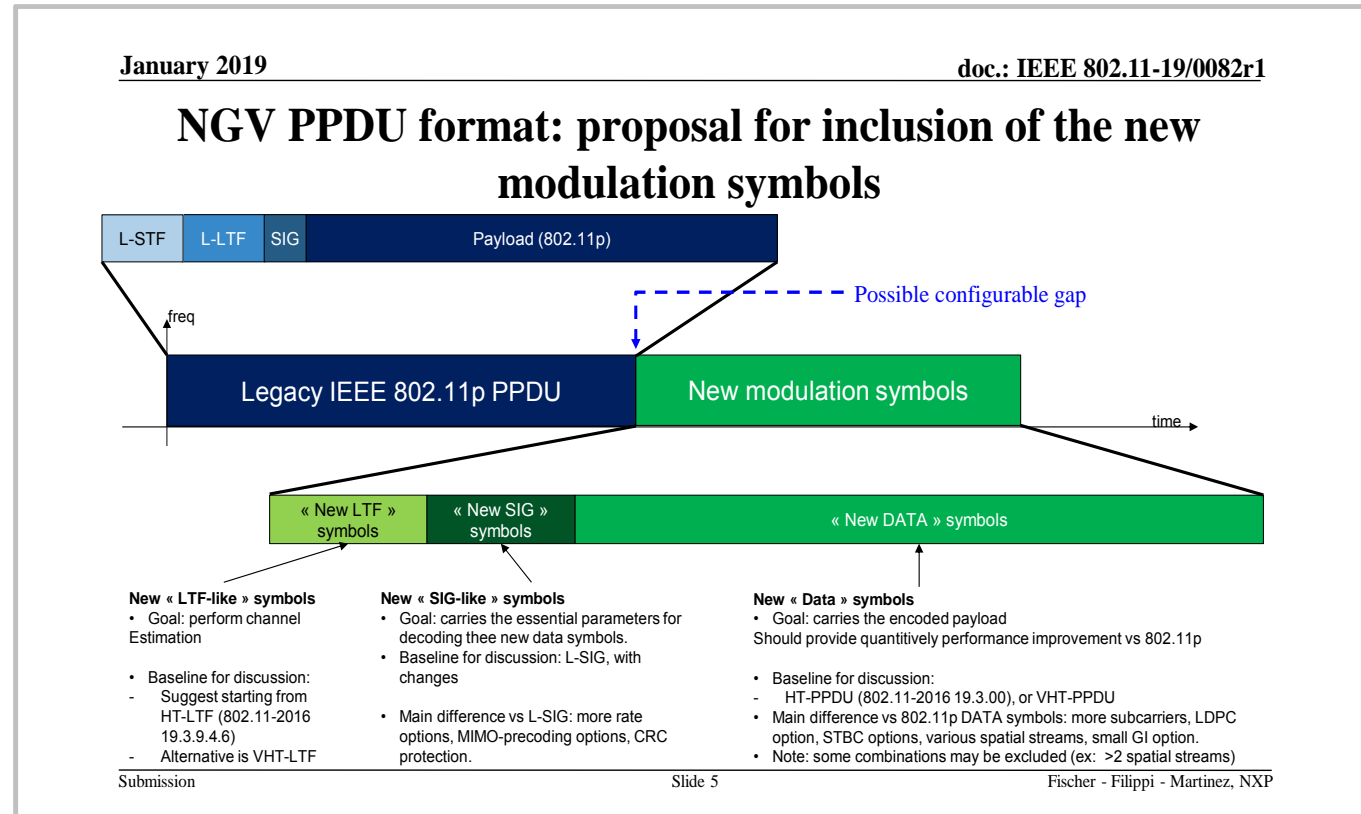 January 2019
doc.: IEEE 802.11-19/0082r1
NGV PPDU format: proposal for inclusion of the new
modulation symbols
L-STF
L-LTF
SIG
Payload (802.11p)
Possible configurable gap
freq
Legacy IEEE 802.11p PPDU
New modulation symbols
time
« New LTF »
symbols
« New SIG »
symbols
« New DATA » symbols
New « LTF-like » symbols
• Goal: perform channel
Estimation
• Baseline for discussion:
- Suggest starting from
HT-LTF (802.11-2016
19.3.9.4.6)
- Alternative is VHT-LTF
New « SIG-like » symbols
• Goal: carries the essential parameters for
decoding thee new data symbols.
• Baseline for discussion: L-SIG, with
changes
• Main difference vs L-SIG: more rate
options, MIMO-precoding options, CRC
protection.
New « Data » symbols
• Goal: carries the encoded payload
Should provide quantitively performance improvement vs 802.11p
• Baseline for discussion:
- HT-PPDU (802.11-2016 19.3.00), or VHT-PPDU
• Main difference vs 802.11p DATA symbols: more subcarriers, LDPC
option, STBC options, various spatial streams, small GI option.
• Note: some combinations may be excluded (ex: >2 spatial streams)
Submission
Slide 5
Fischer - Filippi - Martinez, NXP